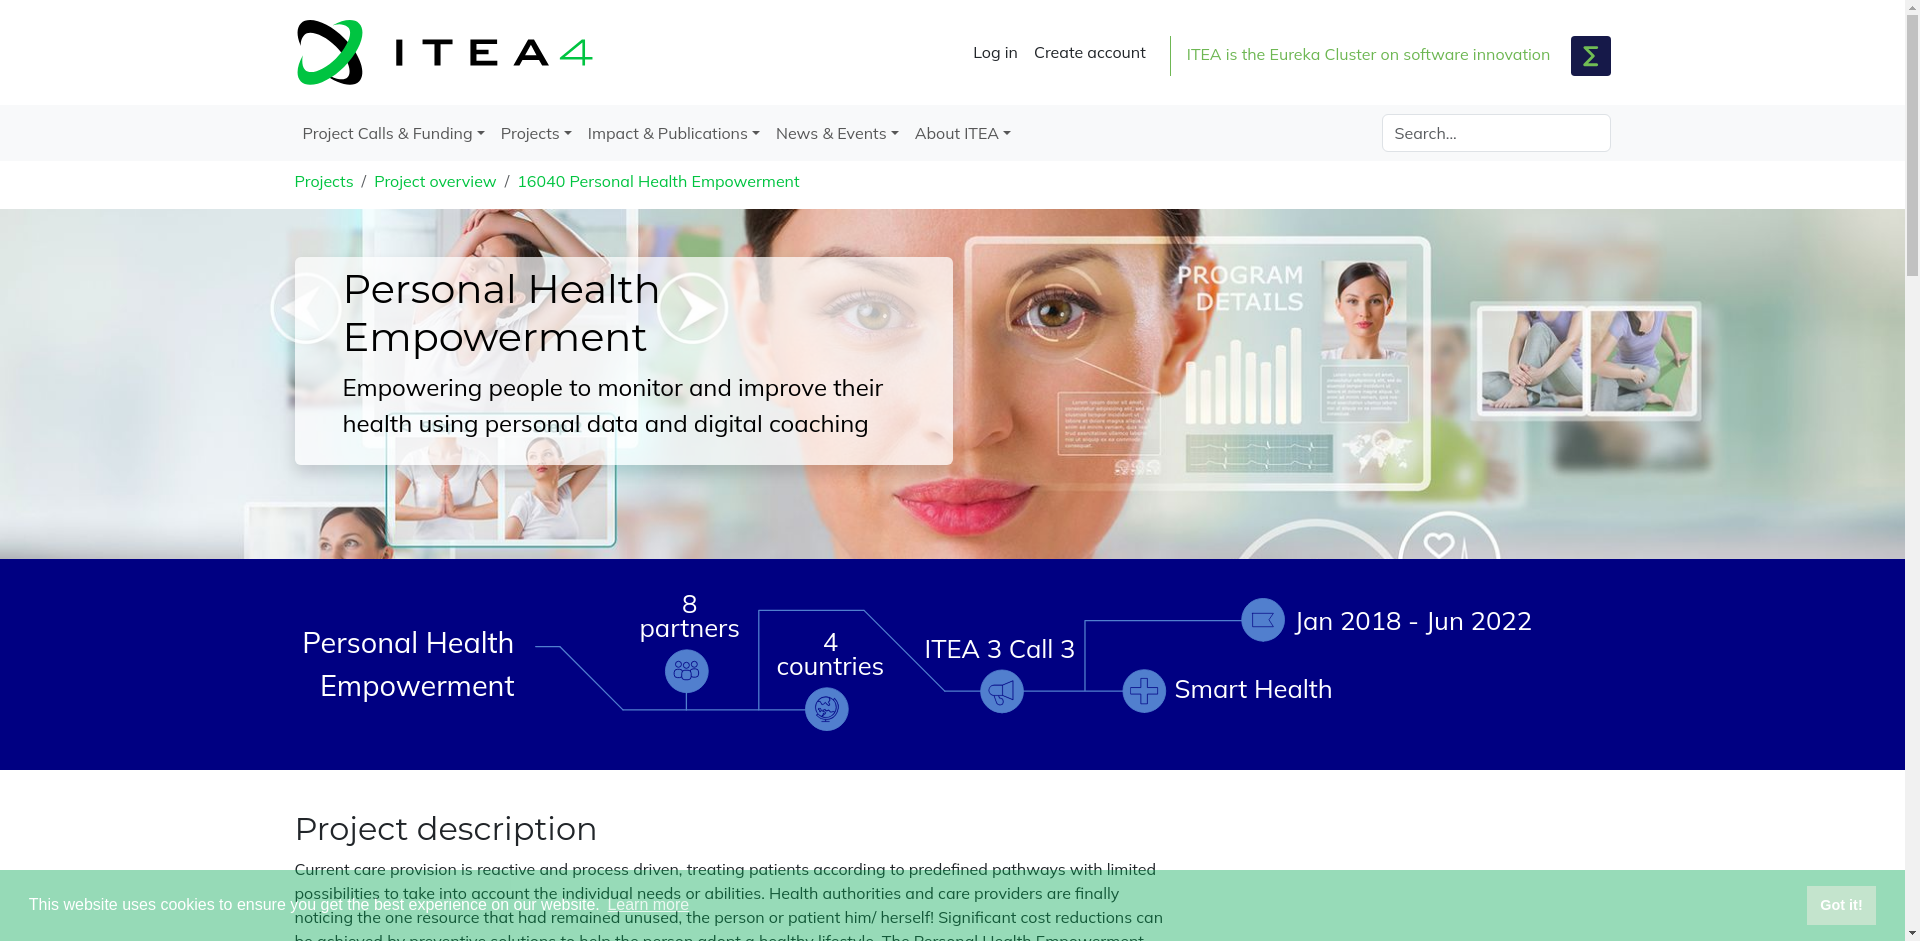 ITEA4
Log in
Create account
ITEA is the Eureka Cluster on software innovation
Project Calls & Funding
Projects
Impact & Publications
News & Events
About ITEA
Search...
Projects / Project overview / 16040 Personal Health Empowerment
Personal Health
Empowerment
Empowering people to monitor and improve their
health using personal data and digital coaching
PROGRAM
DETAILS
Personal Health
Empowerment
8
partners
4
countries
ITEA 3 Call 3
Jan 2018 - Jun 2022
Smart Health
Project description
Current care provision is reactive and process driven, treating patients according to predefined pathways with limited
possibilities to take into account the individual needs or abilities. Health authorities and care providers are finally
noticing the one resource that had remained unused, the person or patient him/ herself! Significant cost reductions can
be achieved by preventive solutions to help the person adopt a healthy lifestyle. The Personal Health Empowerment
This website uses cookies to ensure you get the best experience on our website. Learn more
Got it!